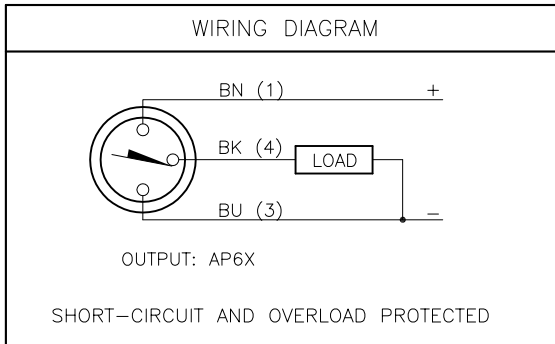 WIRING DIAGRAM
BN (1) +
BK (4) LOAD
BU (3) −
OUTPUT: AP6X
SHORT−CIRCUIT AND OVERLOAD PROTECTED